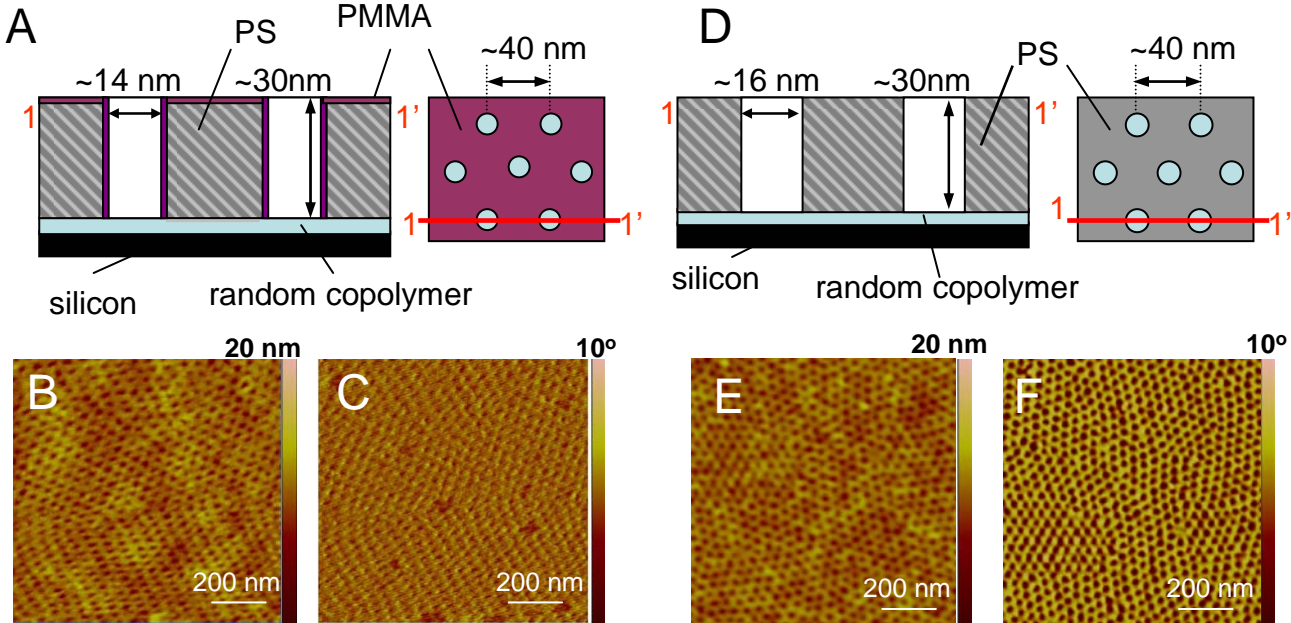 A
PS
PMMA
~40 nm
~14 nm
~30nm
1
1’
1
1’
silicon
random copolymer
D
PS
~40 nm
~16 nm
~30nm
1
1’
1
1’
silicon
random copolymer
20 nm
10º
B
C
200 nm
200 nm
20 nm
10º
E
F
200 nm
200 nm